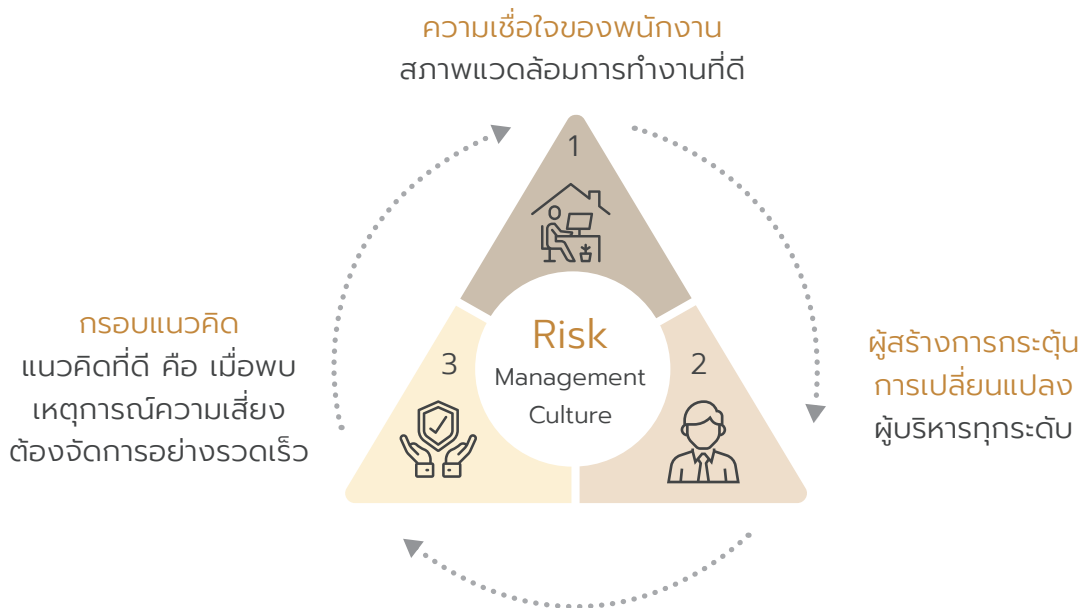 ความเชื่อใจของพนักงาน
สภาพแวดล้อมการทำงานที่ดี
1
กรอบแนวคิด
แนวคิดที่ดี คือ เมื่อพบ
เหตุการณ์ความเสี่ยง
ต้องจัดการอย่างรวดเร็ว
3
Risk
Management
Culture
2
ผู้สร้างการกระตุ้น
การเปลี่ยนแปลง
ผู้บริหารทุกระดับ